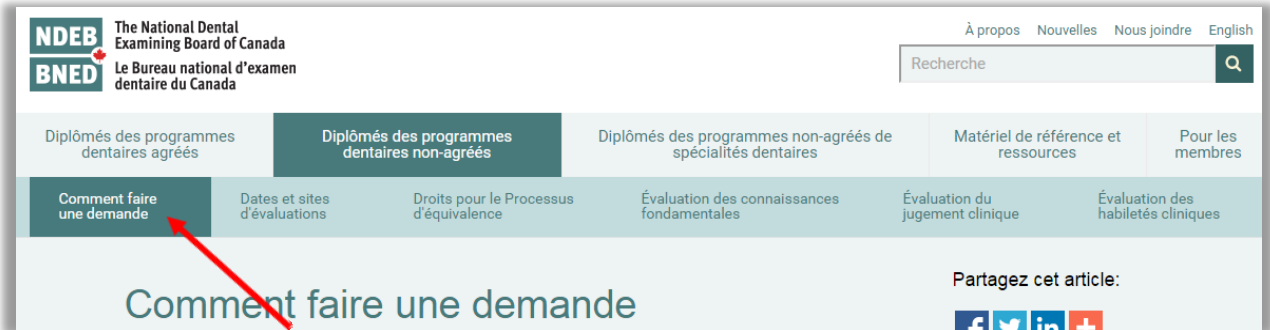 NDEB
The National Dental
Examining Board of Canada
BNED
Le Bureau national d'examen
dentaire du Canada
À propos Nouvelles Nous joindre English
Recherche
Diplômés des programmes
dentaires agréés
Diplômés des programmes
dentaires non-agréés
Diplômés des programmes non-agréés de
spécialités dentaires
Matériel de référence et
ressources
Pour les
membres
Comment faire
une demande
Dates et sites
d'évaluations
Droits pour le Processus
d'équivalence
Évaluation des connaissances
fondamentales
Évaluation du
jugement clinique
Évaluation des
habiletés cliniques
Comment faire une demande
Partagez cet article:
f in +